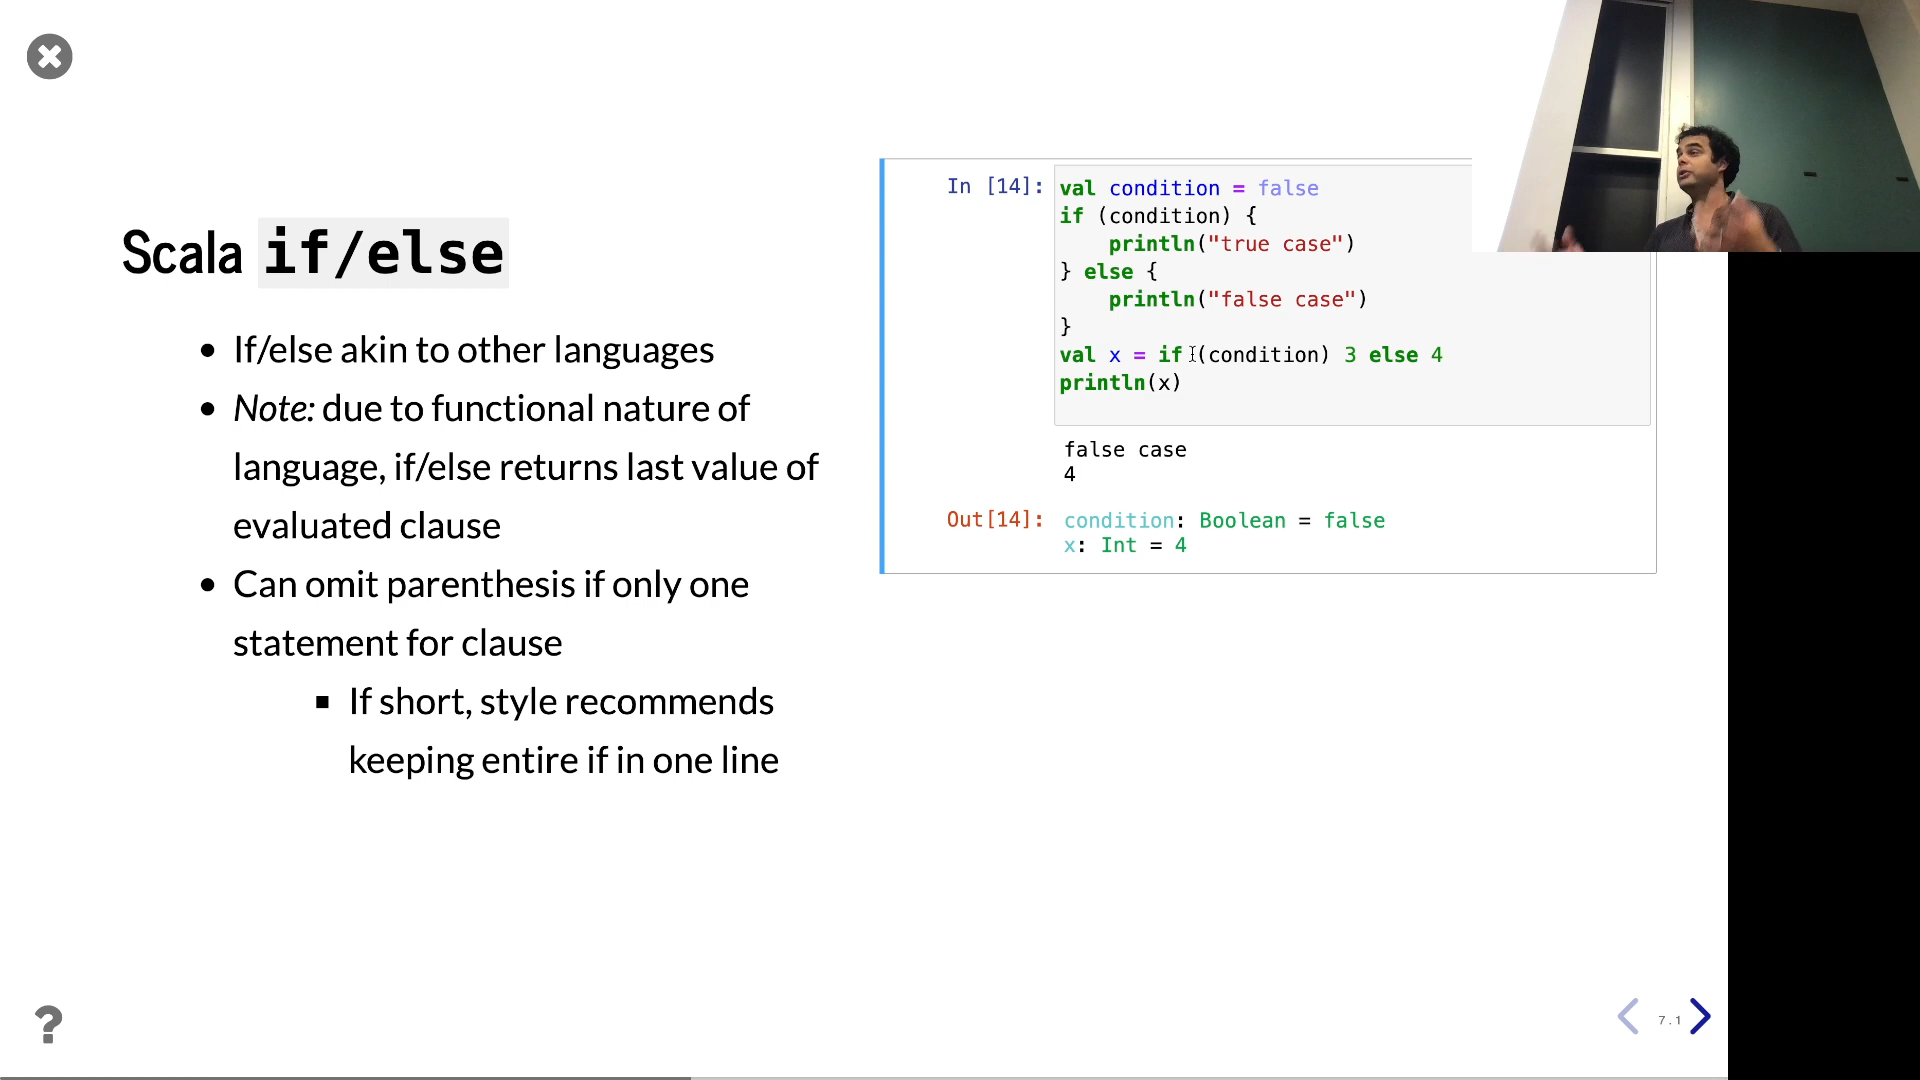 Scala if/else
If/else akin to other languages
Note: due to functional nature of
language, if/else returns last value of
evaluated clause
Can omit parenthesis if only one
statement for clause
If short, style recommends
keeping entire if in one line
In [14]:
val condition = false
if (condition) {
    println("true case")
} else {
    println("false case")
}
val x = if (condition) 3 else 4
println(x)
false case
4
Out[14]:
condition: Boolean = false
x: Int = 4
?
7.1